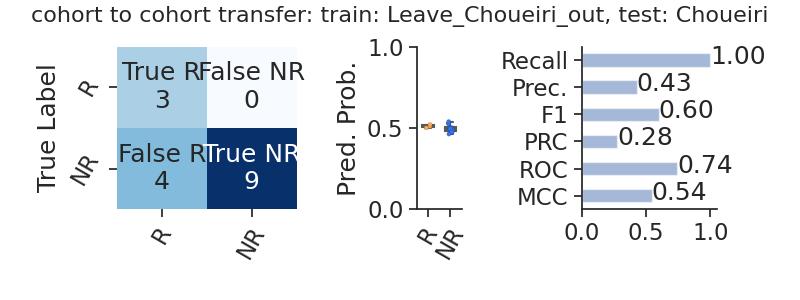 cohort to cohort transfer: train: Leave_Choueiri_out, test: Choueiri
True Label
R
NR
True R
3
False NR
0
False R
4
True NR
9
R
NR
Pred. Prob.
1.0
0.5
0.0
R
NR
Recall
1.00
Prec.
0.43
F1
0.60
PRC
0.28
ROC
0.74
MCC
0.54
0.0
0.5
1.0